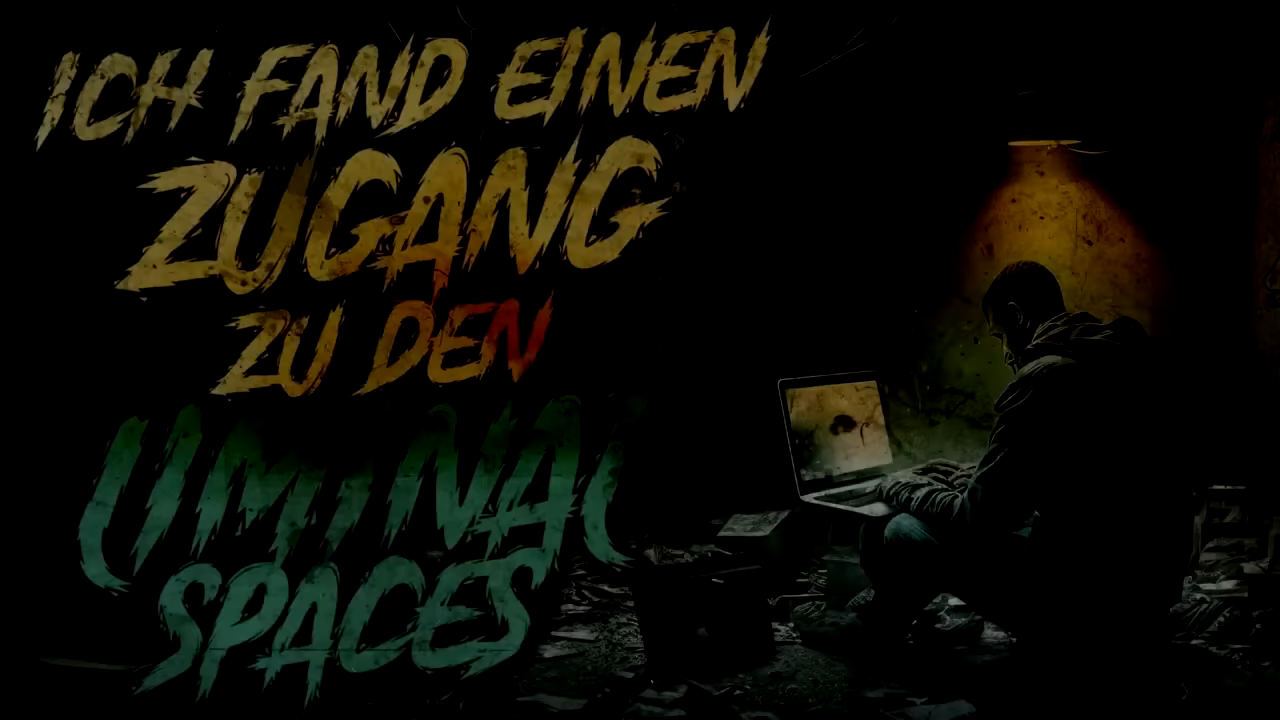 ICH FAND EINEN
ZUGANG
ZU DEN
LIMINAL
SPACES